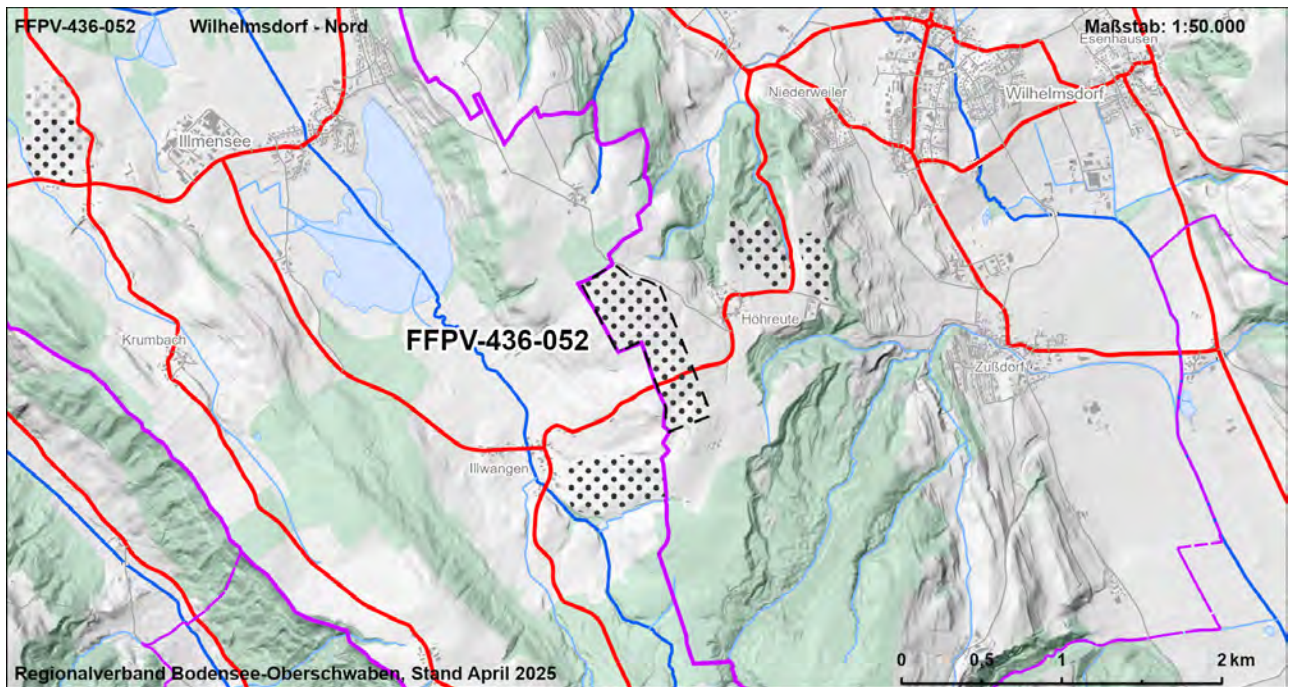 FFPV-436-052 Wilhelmsdorf - Nord Maßstab: 1:50.000
Esenhausen
Niederweiler
Wilhelmsdorf
Illmensee
Höhreute
FFPV-436-052
Krumbach
Zußdorf
Illwangen
0 0,5 1 2 km
Regionalverband Bodensee-Oberschwaben, Stand April 2025